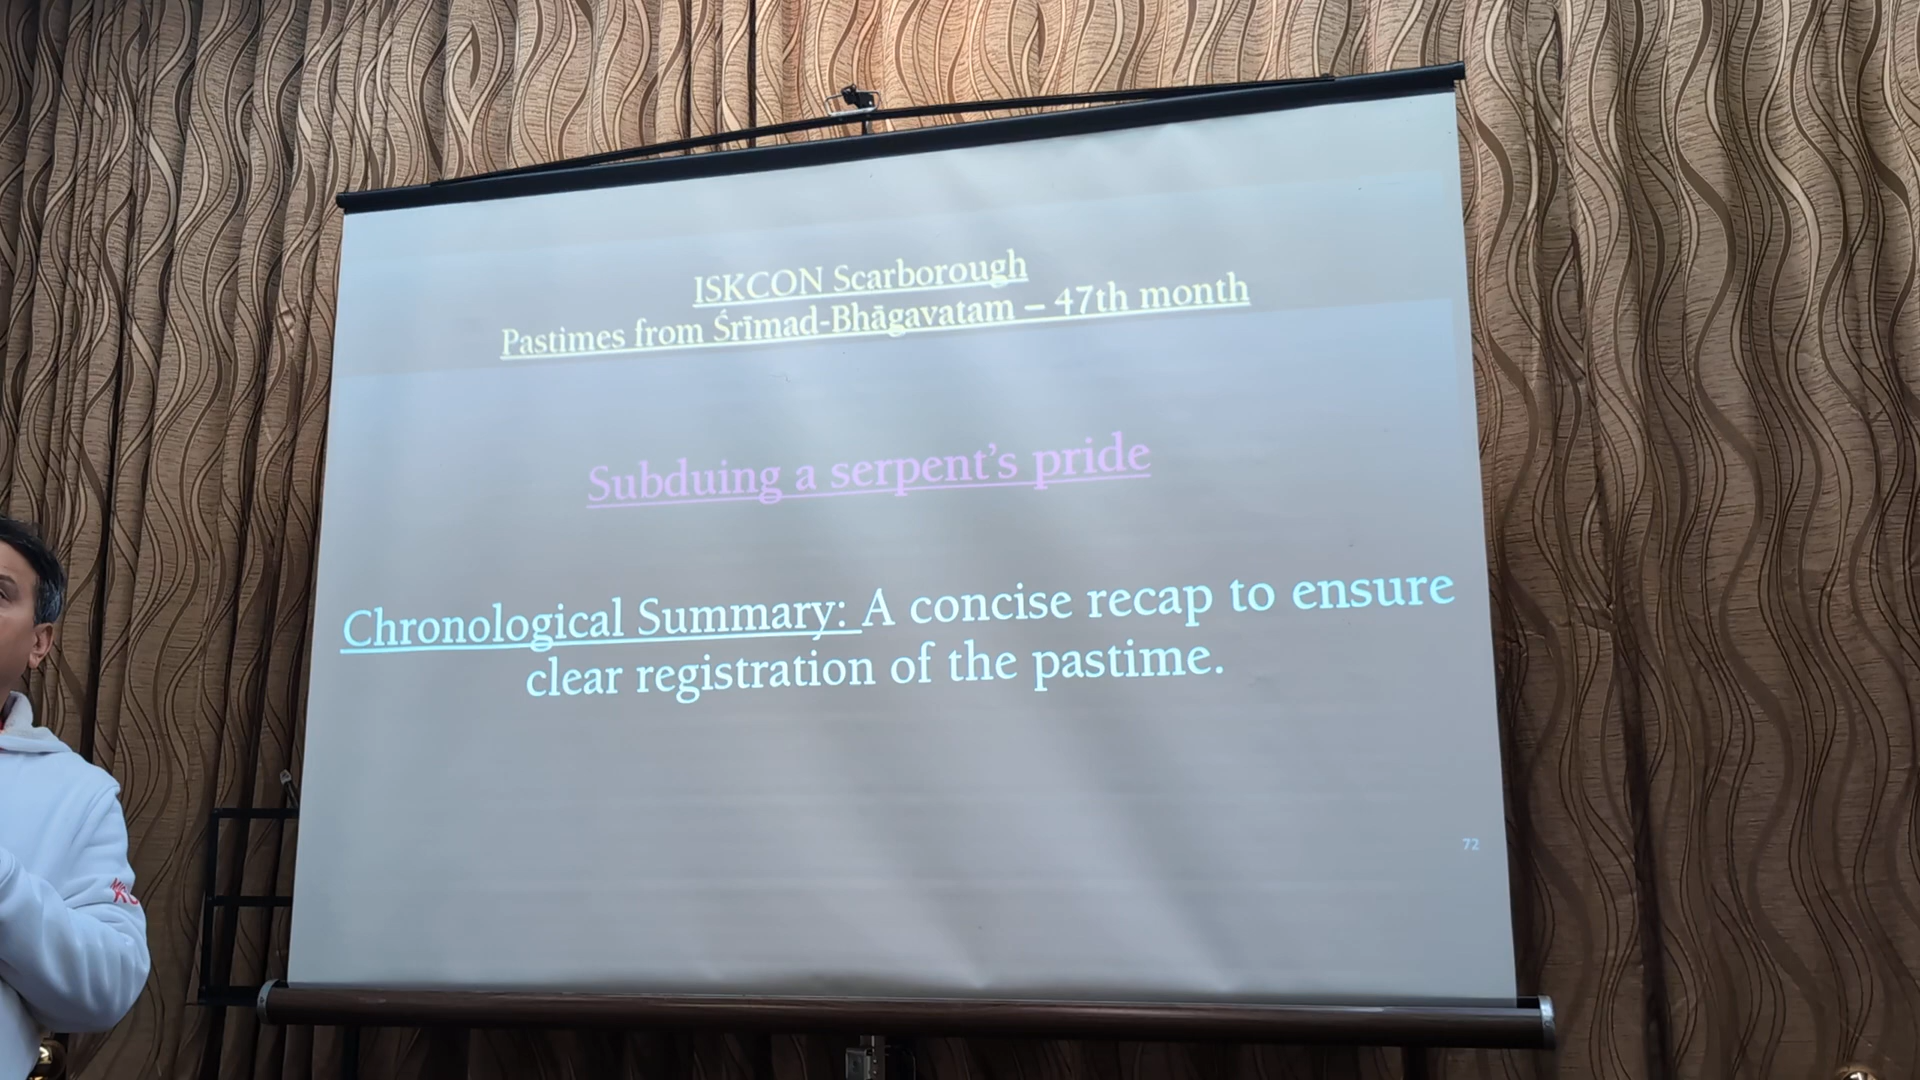 ISKCON Scarborough
Pastimes from Śrīmad-Bhāgavatam – 47th month
Subduing a serpent’s pride
Chronological Summary: A concise recap to ensure
clear registration of the pastime.
72